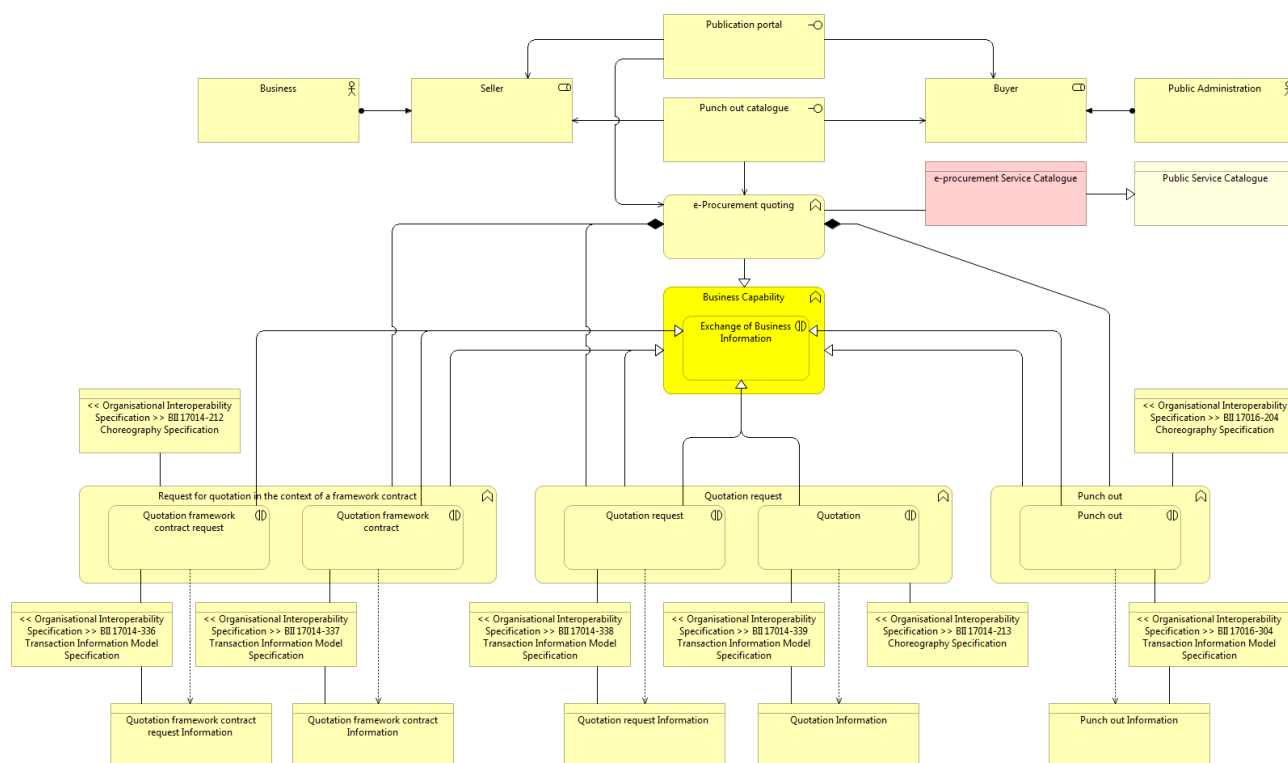 Publication portal
Business
Seller
Buyer
Public Administration
Punch out catalogue
e-procurement Service Catalogue
Public Service Catalogue
e-Procurement quoting
Business Capability
Exchange of Business
Information
<< Organisational Interoperability
Specification >> BII 17014-212
Choreography Specification
<< Organisational Interoperability
Specification >> BII 17016-204
Choreography Specification
Request for quotation in the context of a framework contract
Quotation framework
contract request
Quotation framework
contract
Quotation request
Quotation request
Quotation
Punch out
Punch out
<< Organisational Interoperability
Specification >> BII 17014-336
Transaction Information Model
Specification
<< Organisational Interoperability
Specification >> BII 17014-337
Transaction Information Model
Specification
<< Organisational Interoperability
Specification >> BII 17014-338
Transaction Information Model
Specification
<< Organisational Interoperability
Specification >> BII 17014-339
Transaction Information Model
Specification
<< Organisational Interoperability
Specification >> BII 17014-213
Choreography Specification
<< Organisational Interoperability
Specification >> BII 17016-304
Transaction Information Model
Specification
Quotation framework contract
request Information
Quotation framework contract
Information
Quotation request Information
Quotation Information
Punch out Information